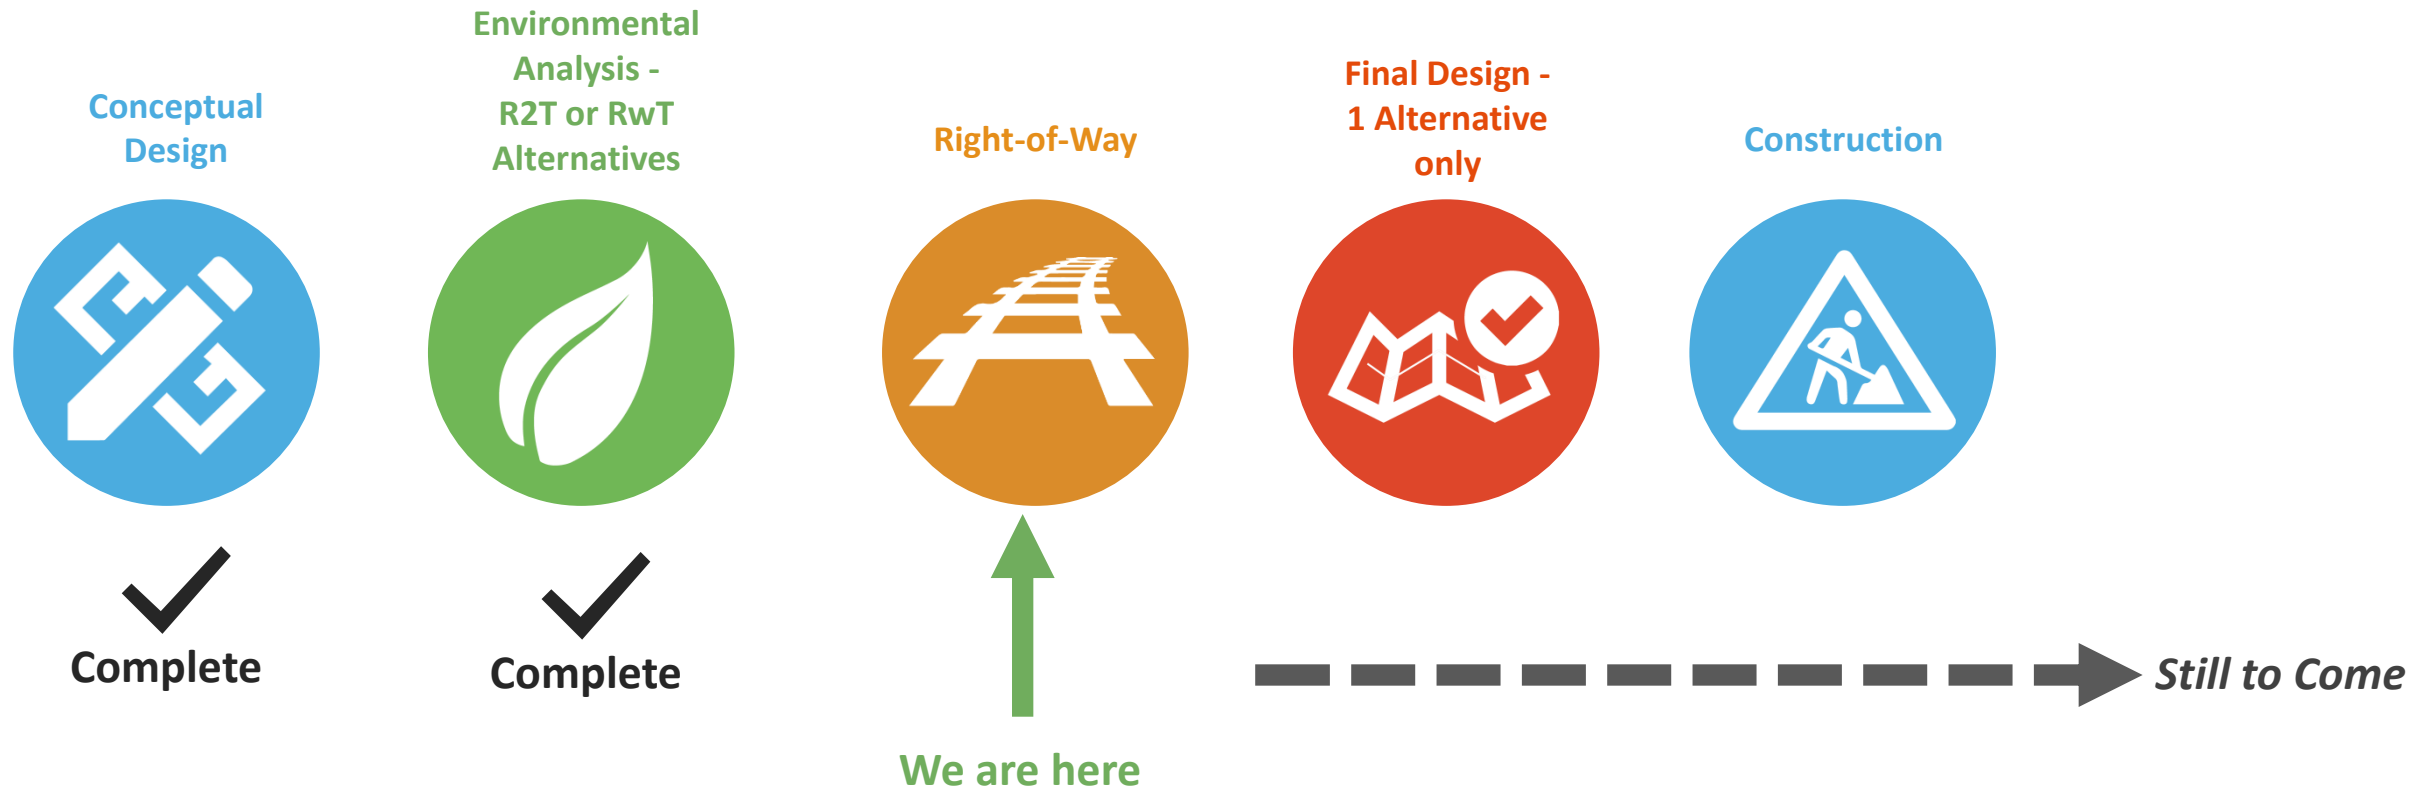 Conceptual
Design
Environmental
Analysis -
R2T or RwT
Alternatives
Right-of-Way
Final Design -
1 Alternative
only
Construction
Complete
Complete
We are here
Still to Come